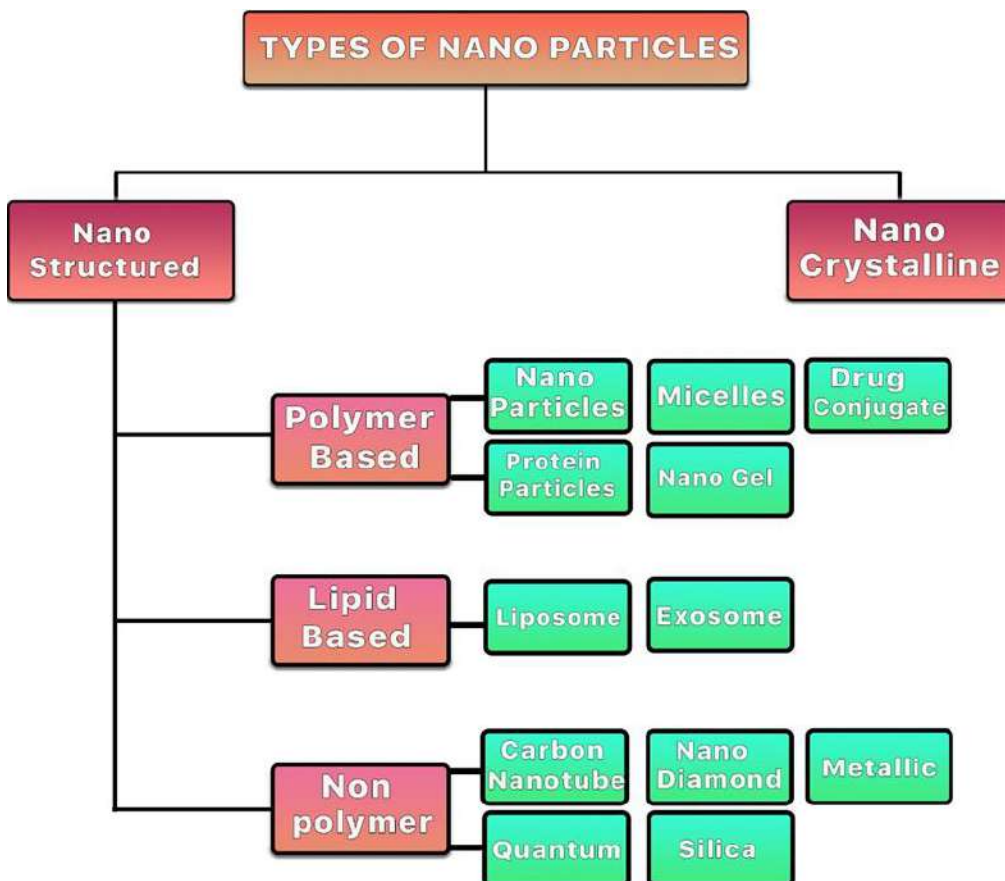 TYPES OF NANO PARTICLES
Nano
Structured
Nano
Crystalline
Polymer
Based
Nano
Particles
Micelles
Drug
Conjugate
Protein
Particles
Nano Gel
Lipid
Based
Liposome
Exosome
Non
polymer
Carbon
Nanotube
Nano
Diamond
Metallic
Quantum
Silica